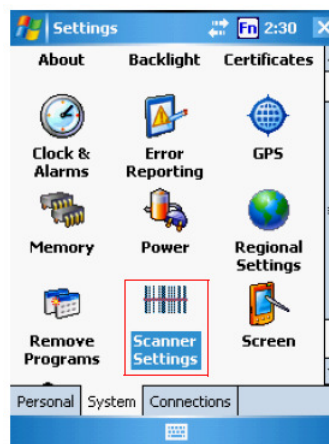 Settings Fn 2:30
About Backlight Certificates
Clock & Error GPS
Alarms Reporting
Memory Power Regional
Settings
Remove Scanner Screen
Programs Settings
Personal System Connections